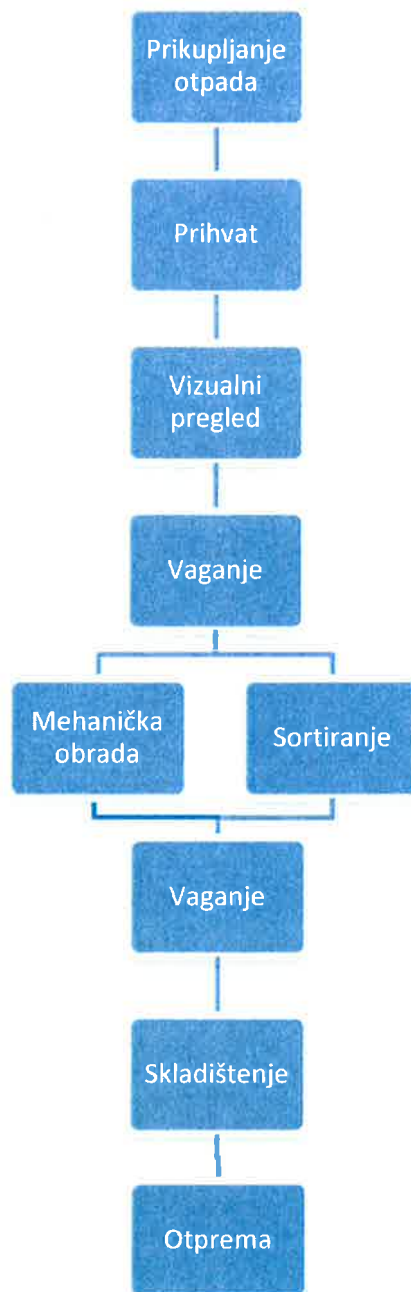 Prikupljanje
otpada
Prihvat
Vizualni
pregled
Vaganje
Mehanička
obrada
Sortiranje
Vaganje
Skladištenje
Otprema